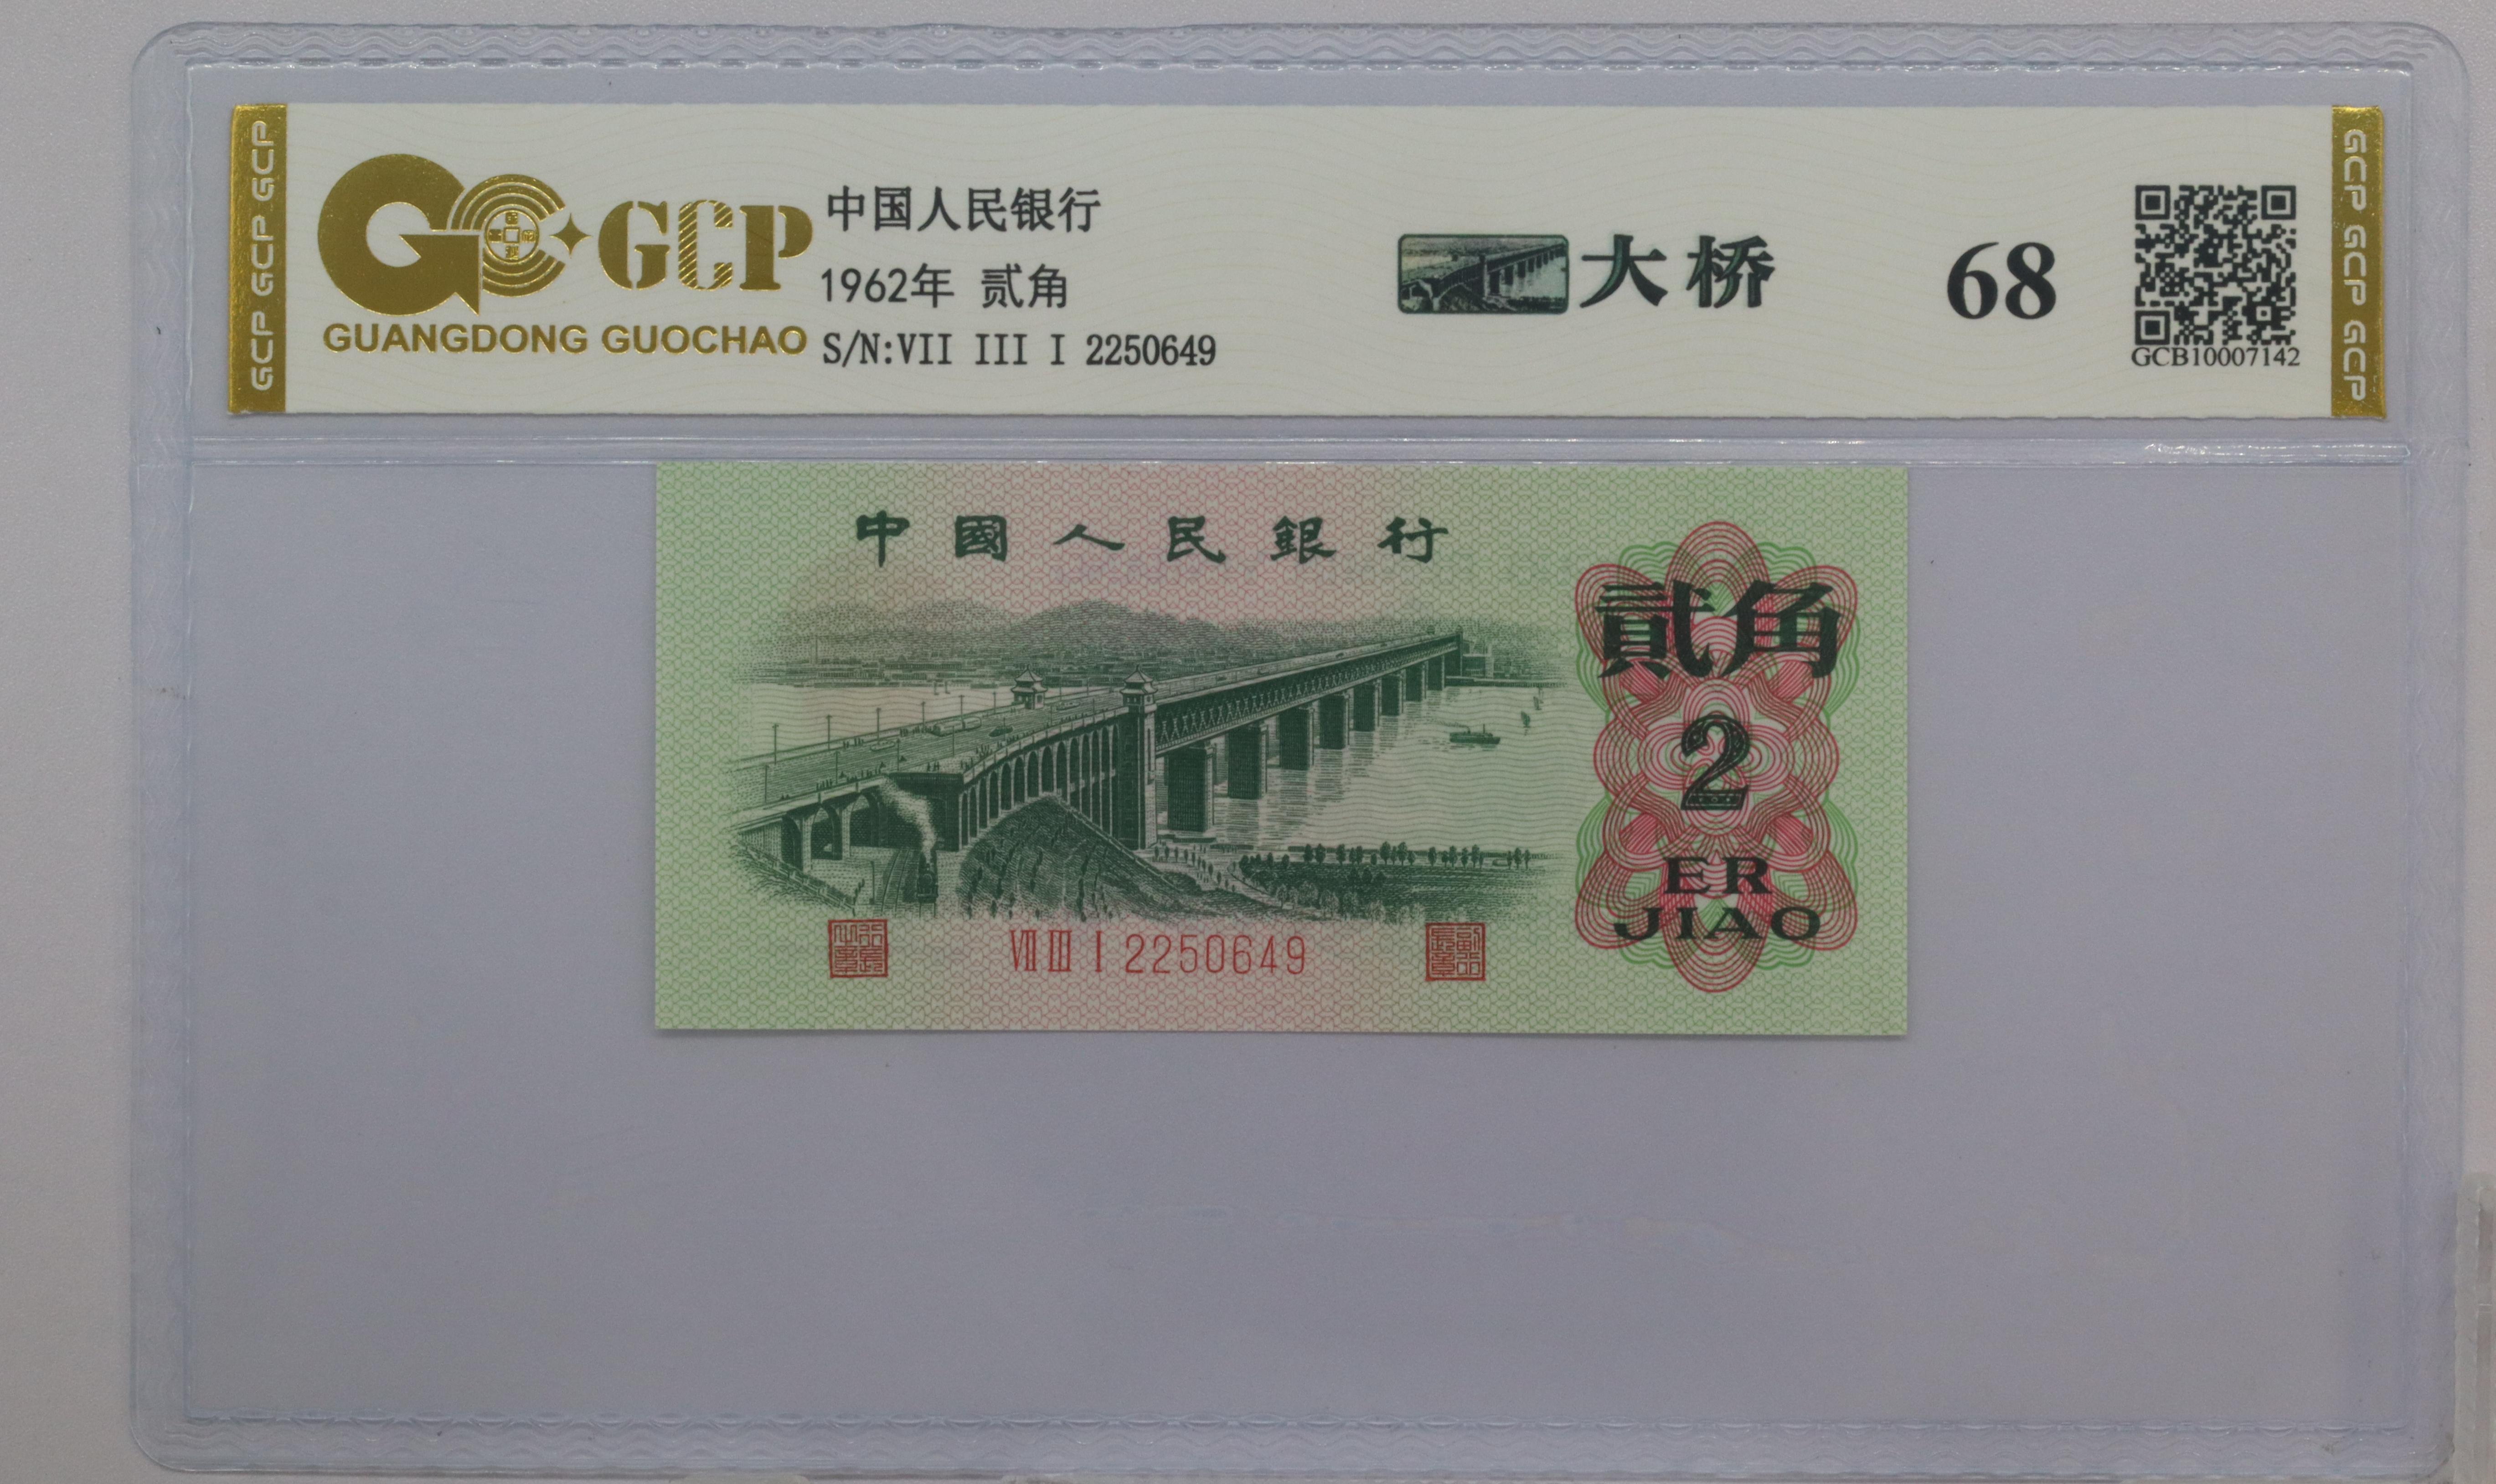 GCP GCP GCP
GCP
GUANGDONG GUOCHAO
中国人民银行
1962年 贰角
S/N:VII III I 2250649
大桥
68
GCB10007142
GCP GCP GCP
中國人民銀行
貳角
2
ER
JIAO
VII III I 2250649